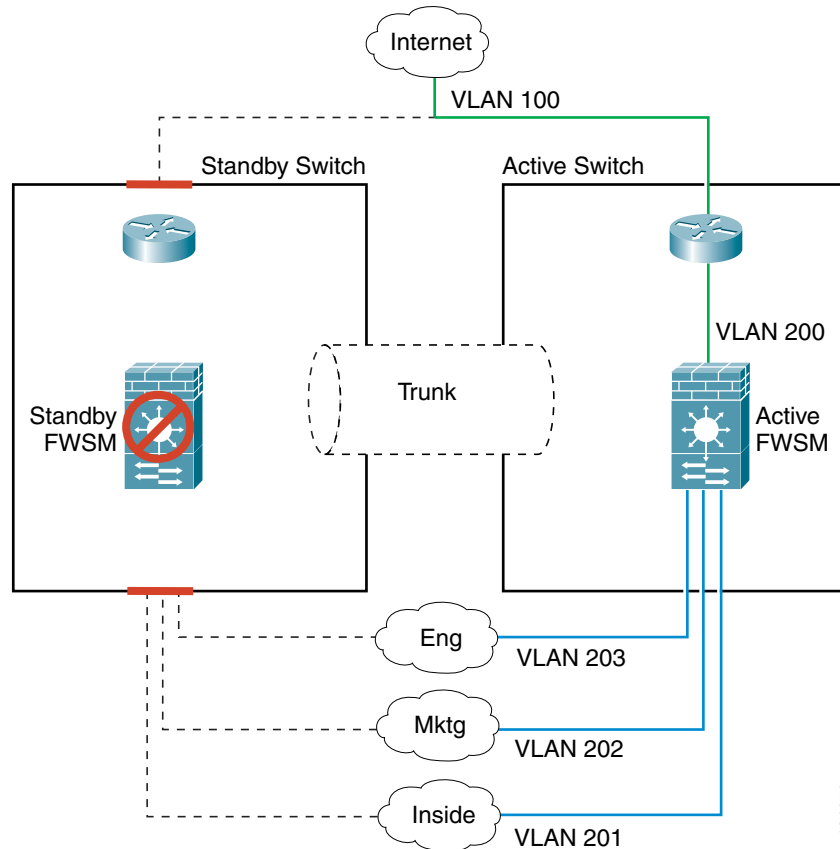 Internet
VLAN 100
Standby Switch
Active Switch
VLAN 200
Trunk
Standby
FWSM
Active
FWSM
Eng
VLAN 203
Mktg
VLAN 202
Inside
VLAN 201